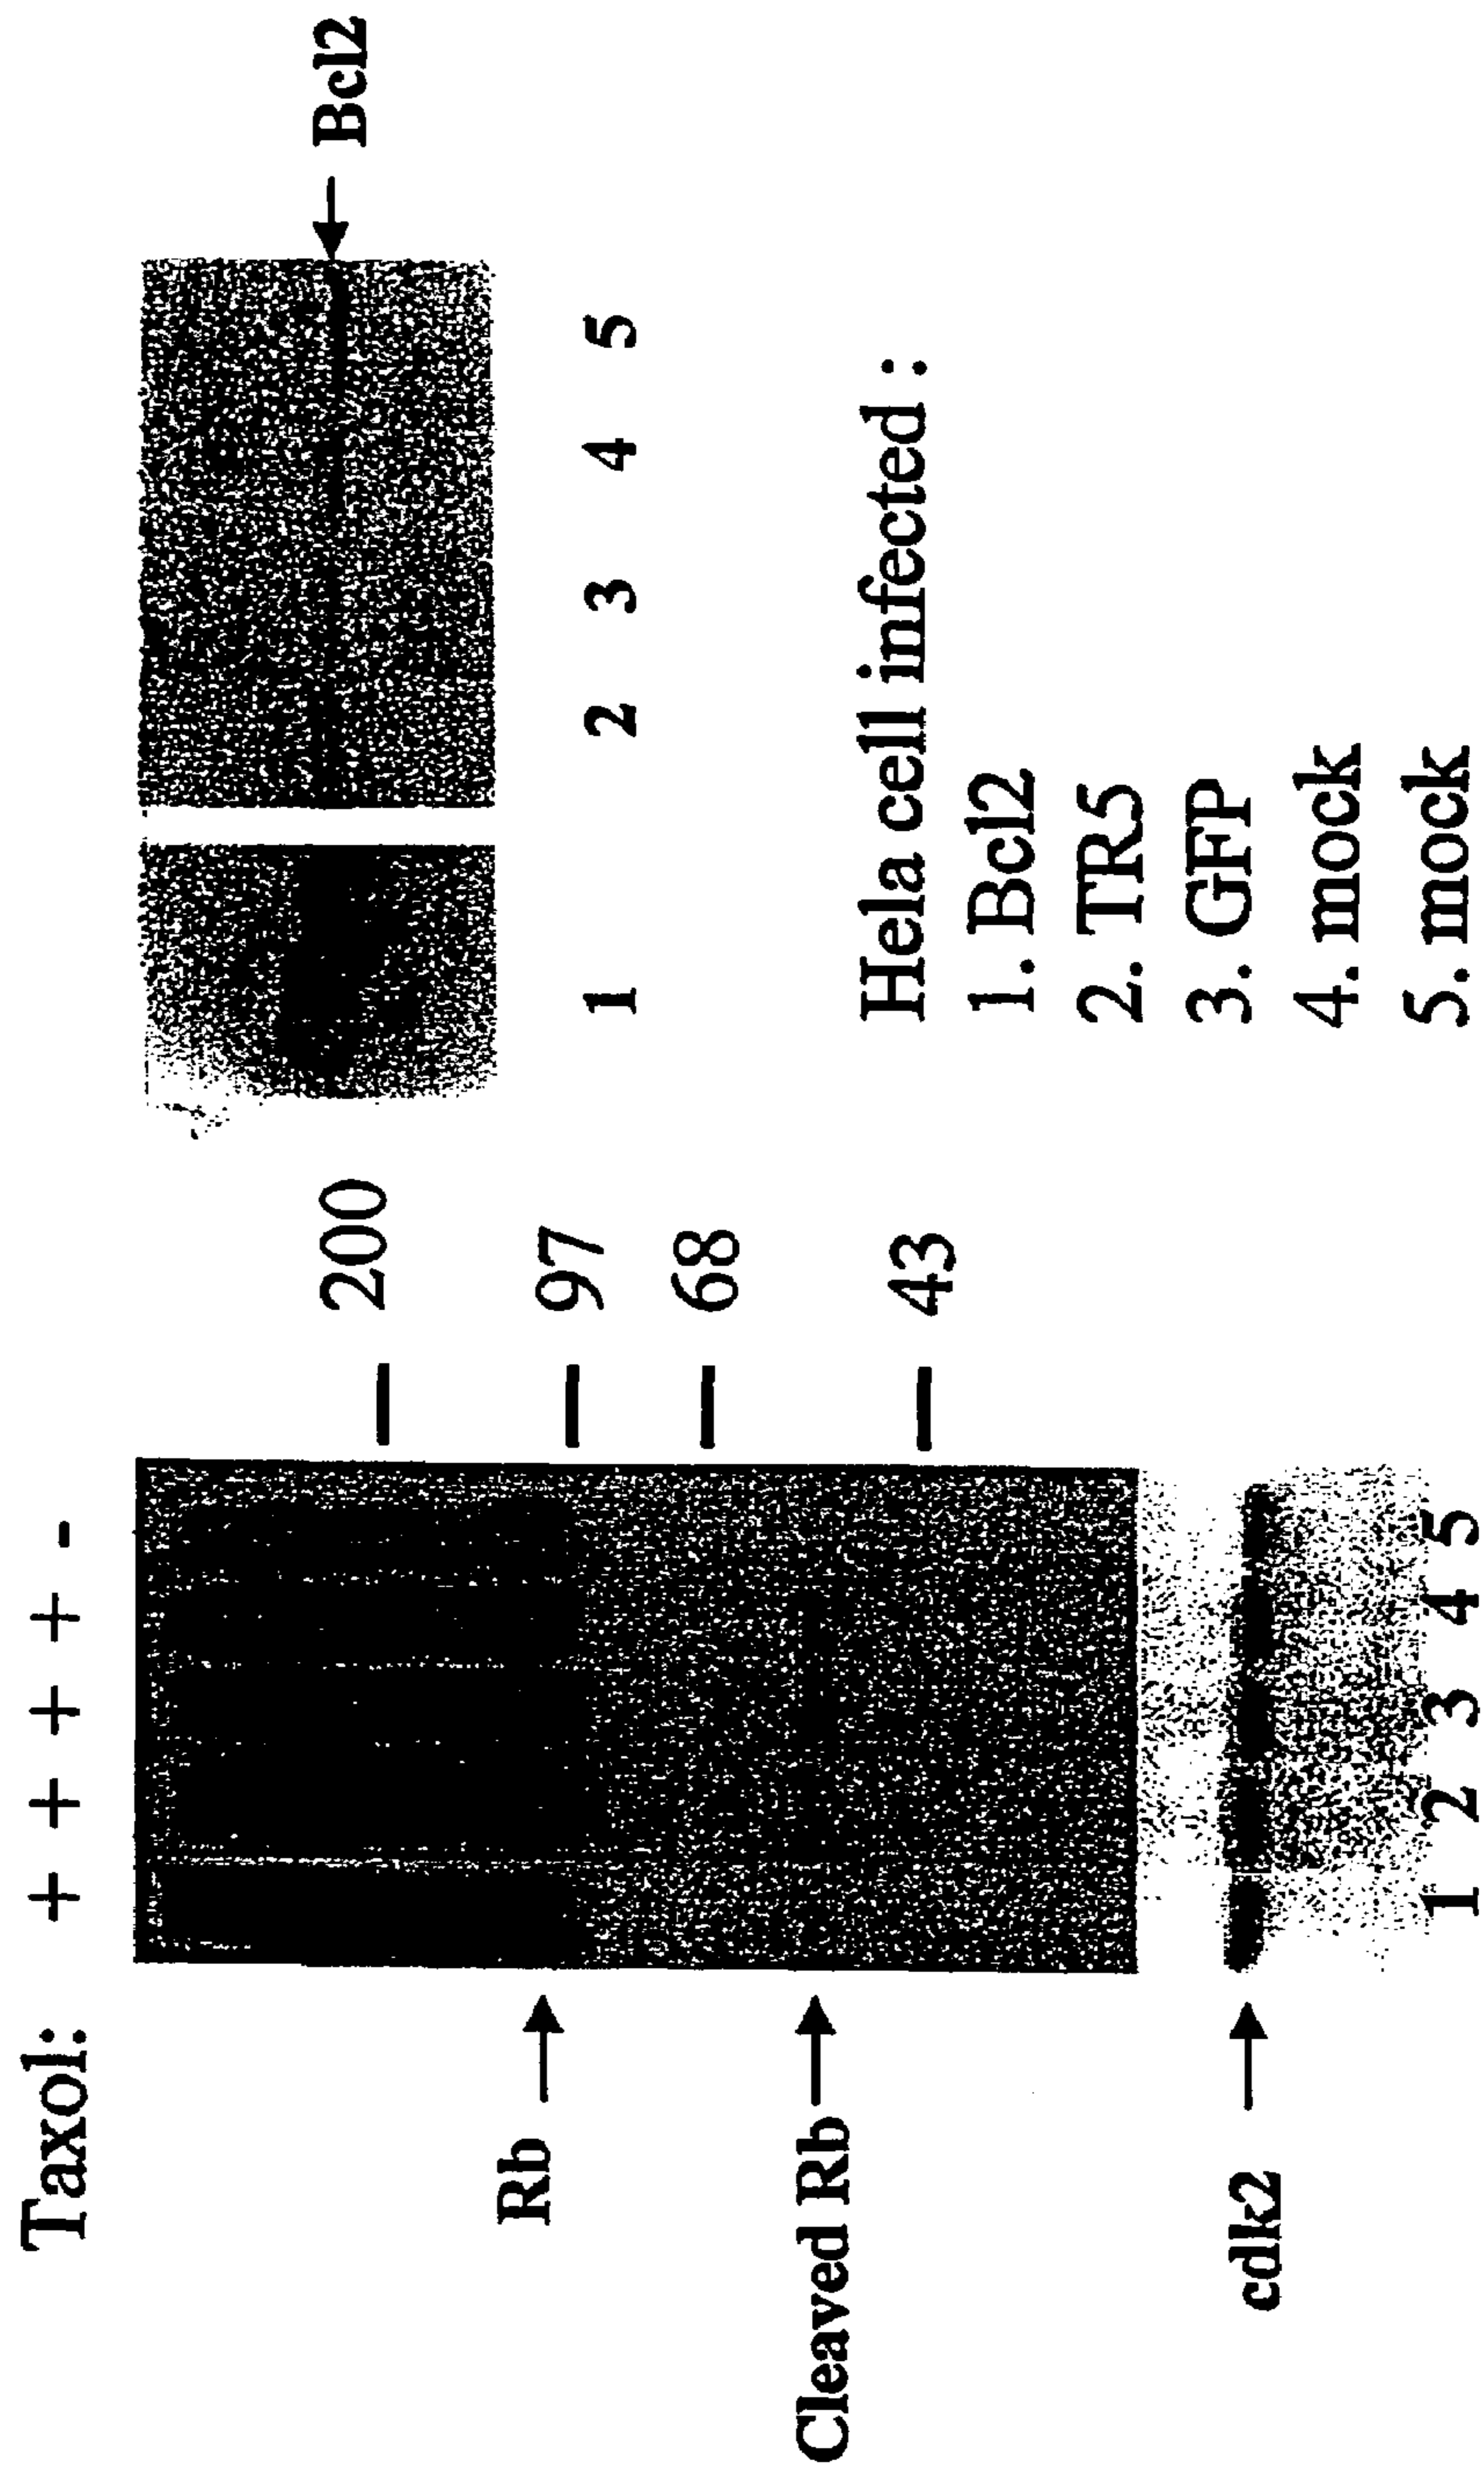 Taxol: + + + + -
Rb
Cleaved Rb
cdk2
200
97
68
43
1 2 3 4 5
Bcl2
1 2 3 4 5
Hela cell infected :
1. Bcl2
2. TR5
3. GFP
4. mock
5. mock